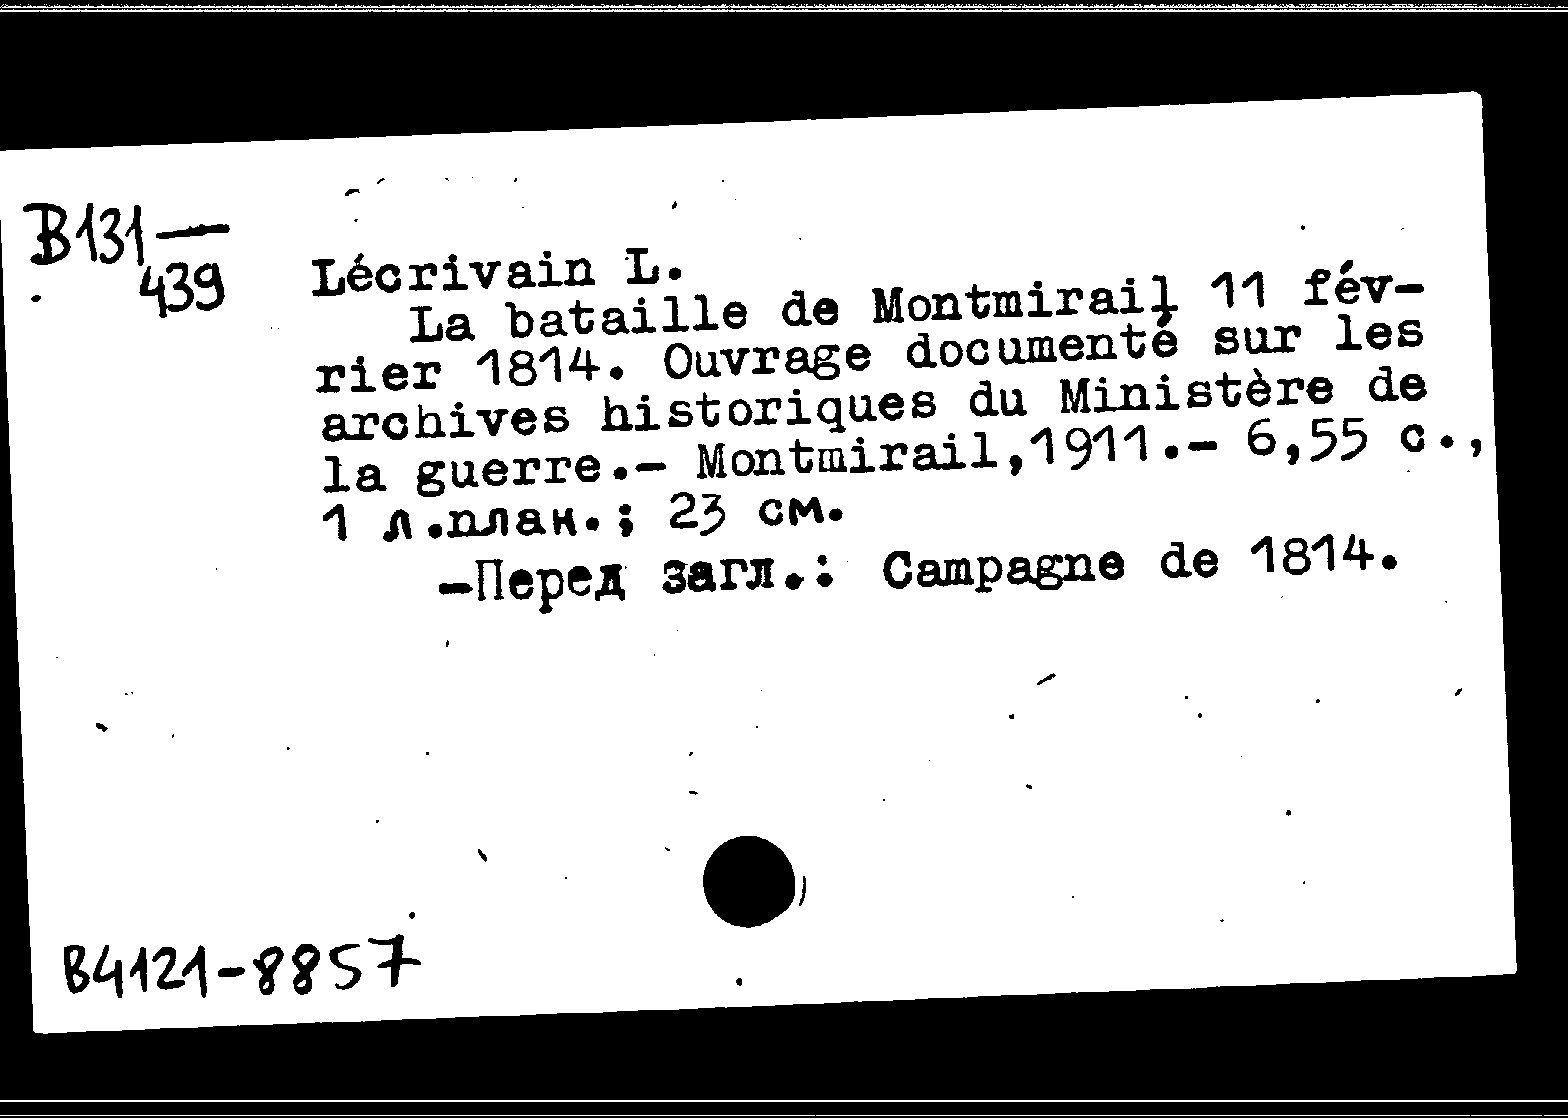 B131—
439
Lécrivain L.
La bataille de Montmirail 11 fév-
rier 1814. Ouvrage documenté sur les
archives historiques du Ministère de
la guerre.- Montmirail,1911.- 6,55 с.,
1 л.план.; 23 см.
-Перед загл.: Campagne de 1814.
B4121-8857